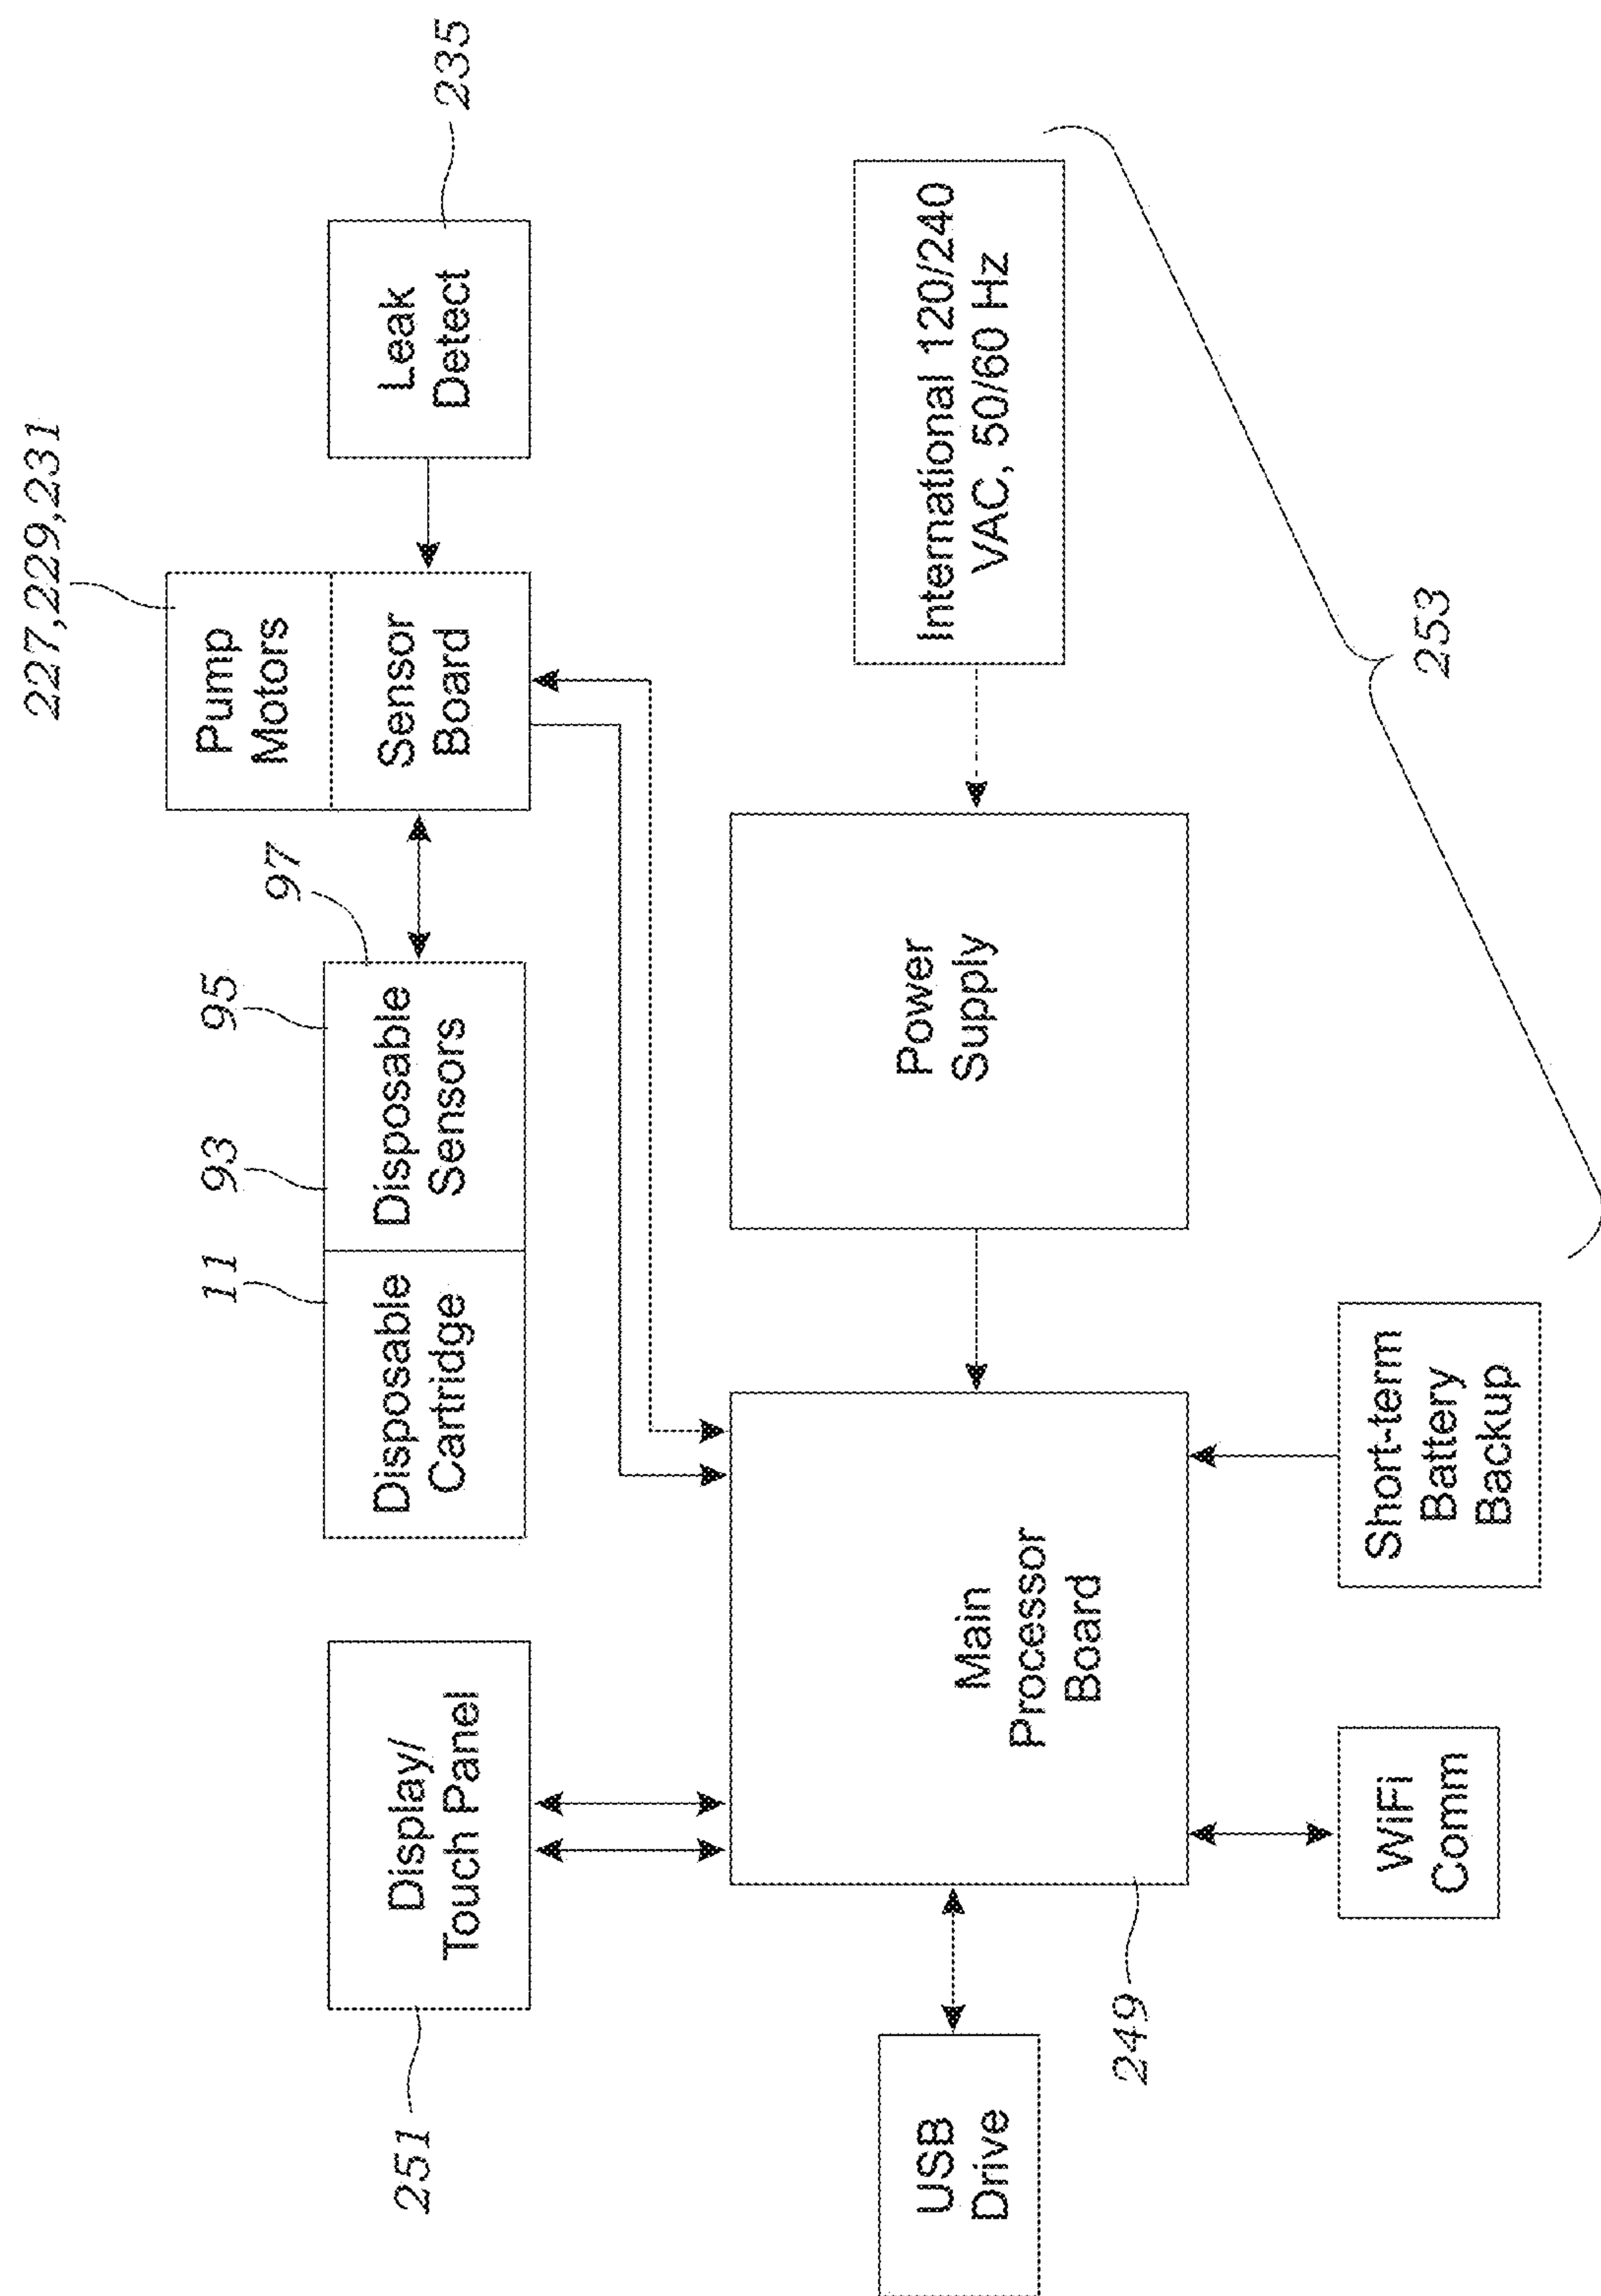 227,229,231
Pump
Motors
Sensor
Board
Leak
Detect
235
11
93
95
97
Disposable
Cartridge
Disposable
Sensors
251
Display/
Touch Panel
USB
Drive
Main
Processor
Board
249
Power
Supply
International 120/240
VAC, 50/60 Hz
WiFi
Comm
Short-term
Battery
Backup
253